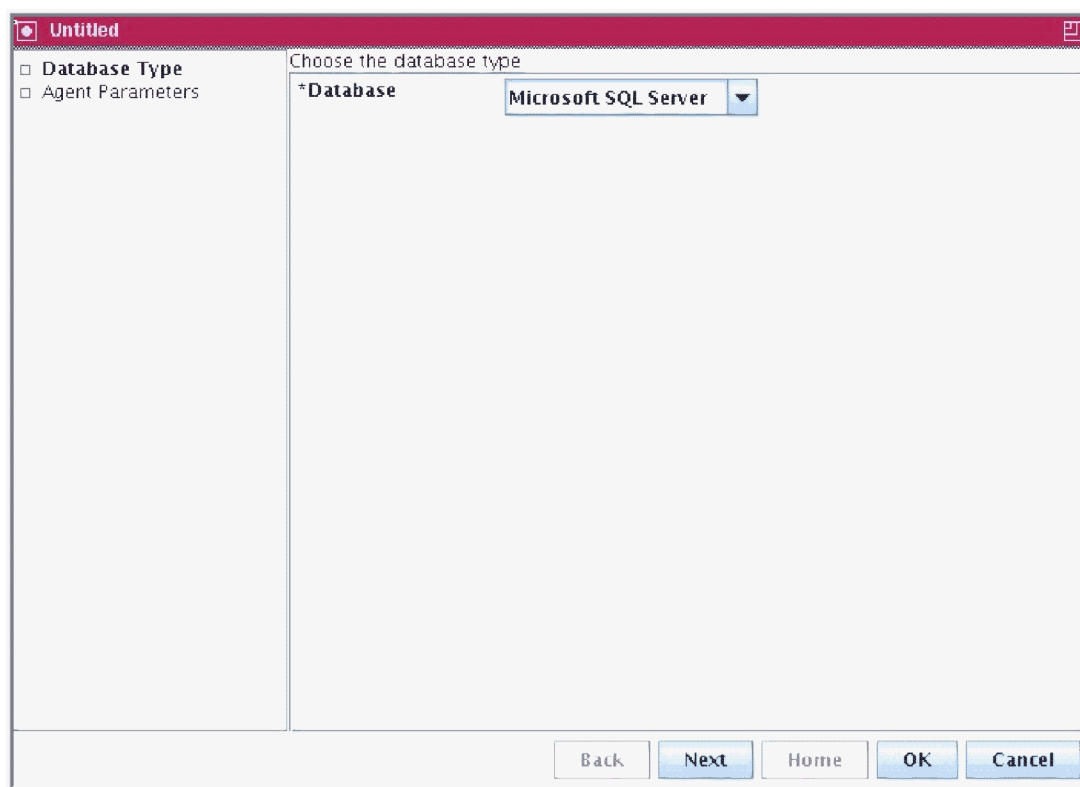 Untitled
Database Type
Agent Parameters
Choose the database type
*Database
Microsoft SQL Server
Back
Next
Home
OK
Cancel